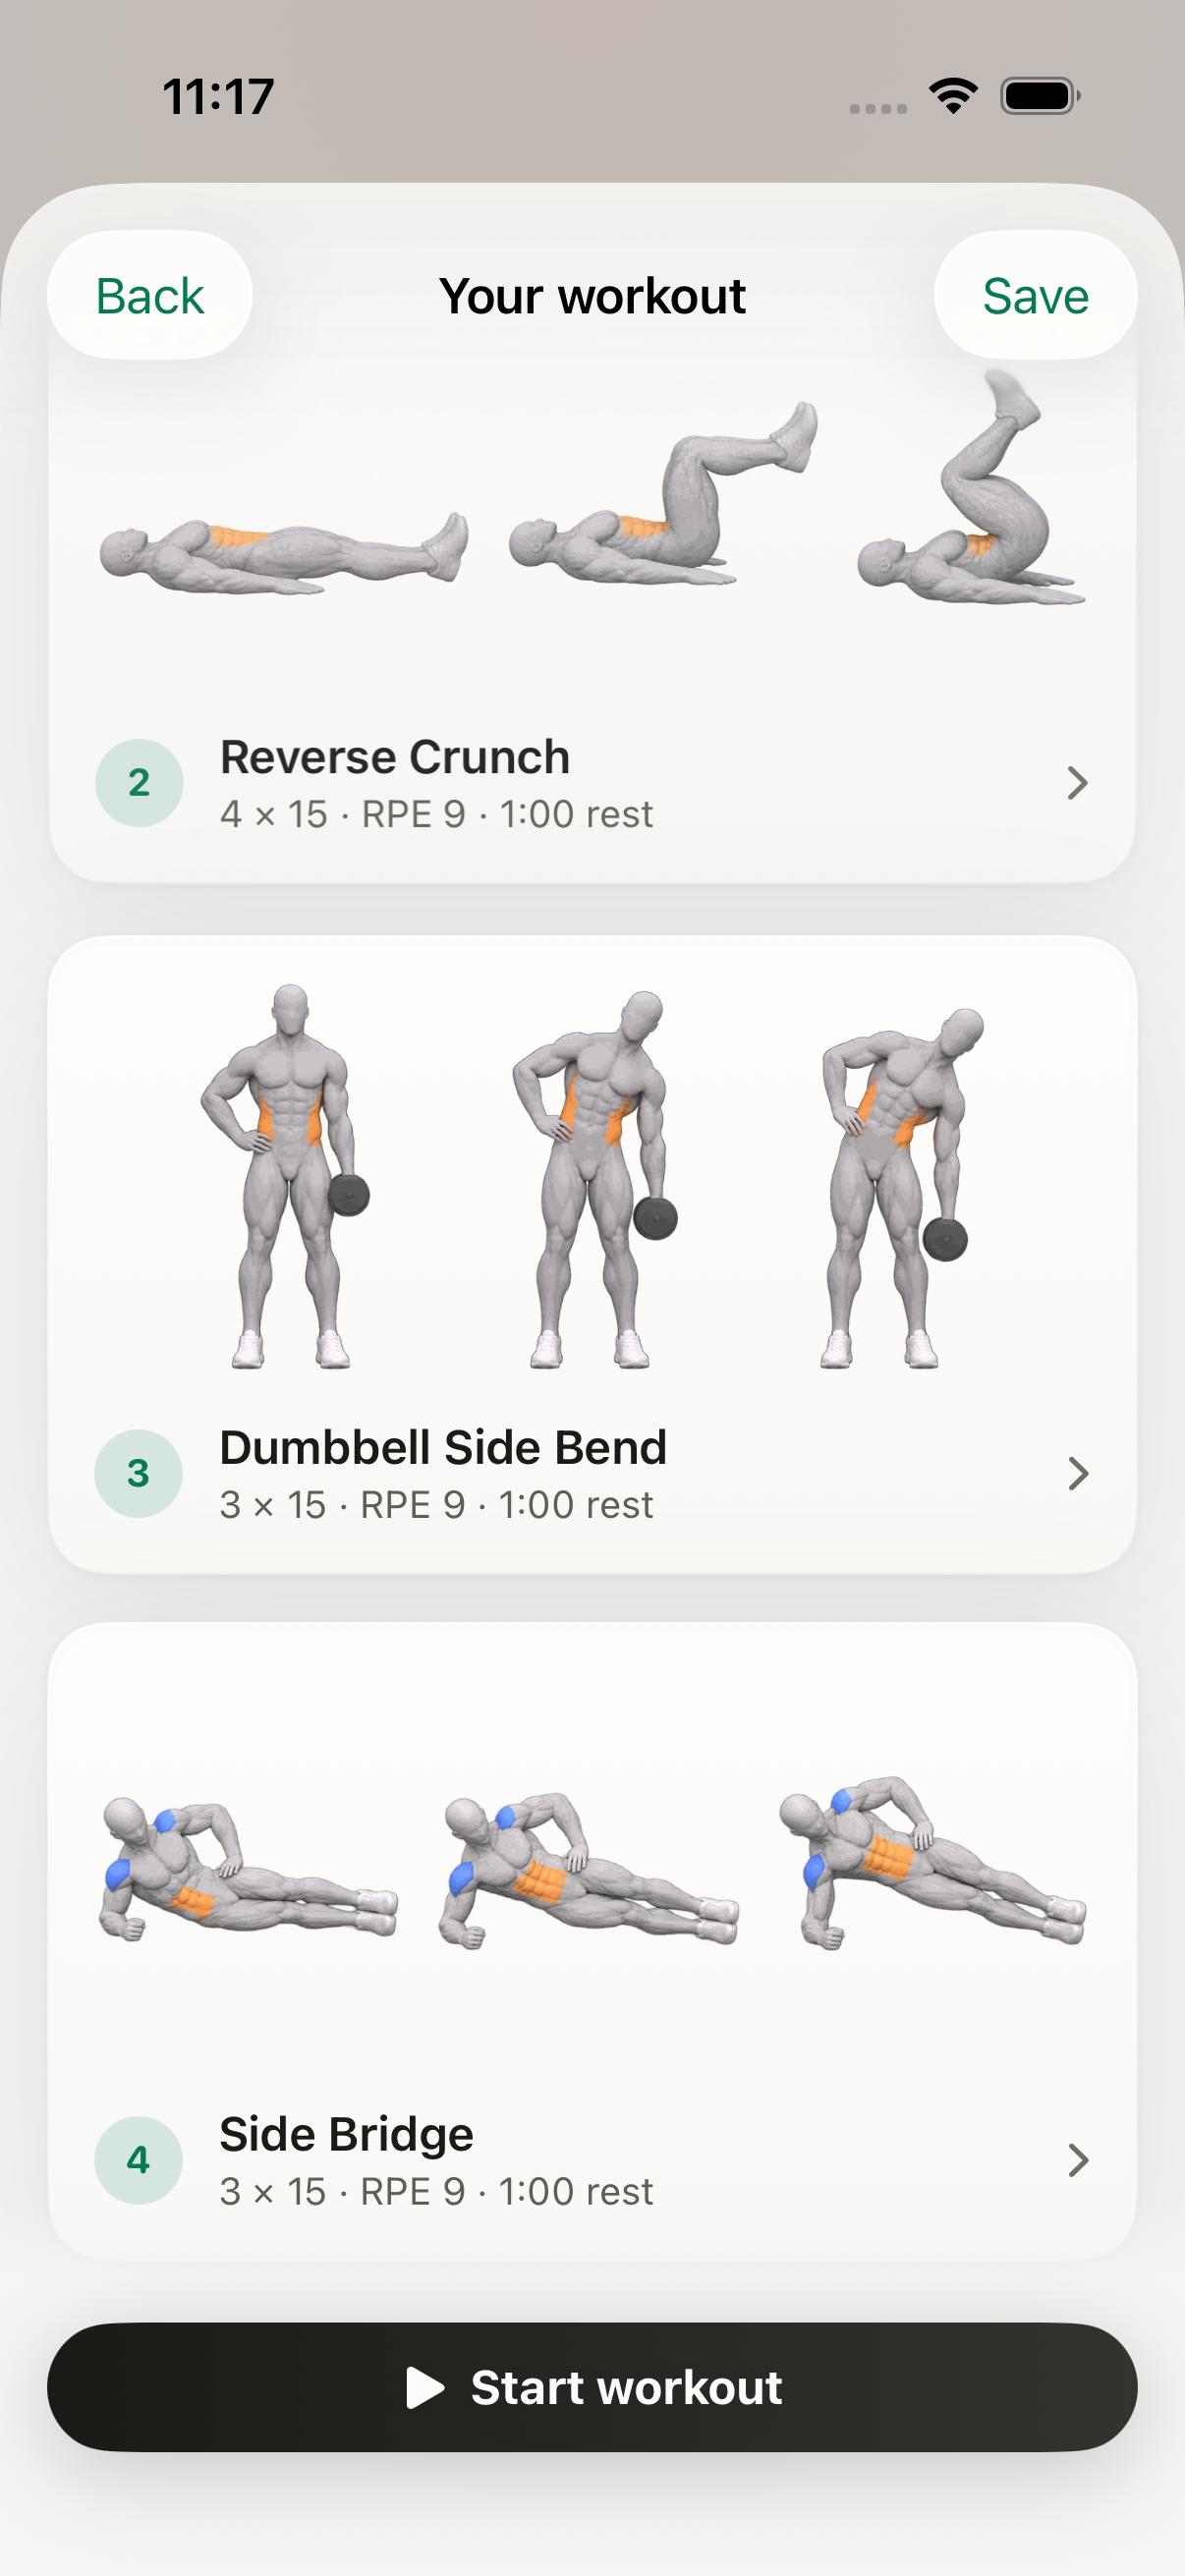 11:17
Back
Your workout
Save
2
Reverse Crunch
4 × 15 · RPE 9 · 1:00 rest
3
Dumbbell Side Bend
3 × 15 · RPE 9 · 1:00 rest
4
Side Bridge
3 × 15 · RPE 9 · 1:00 rest
Start workout